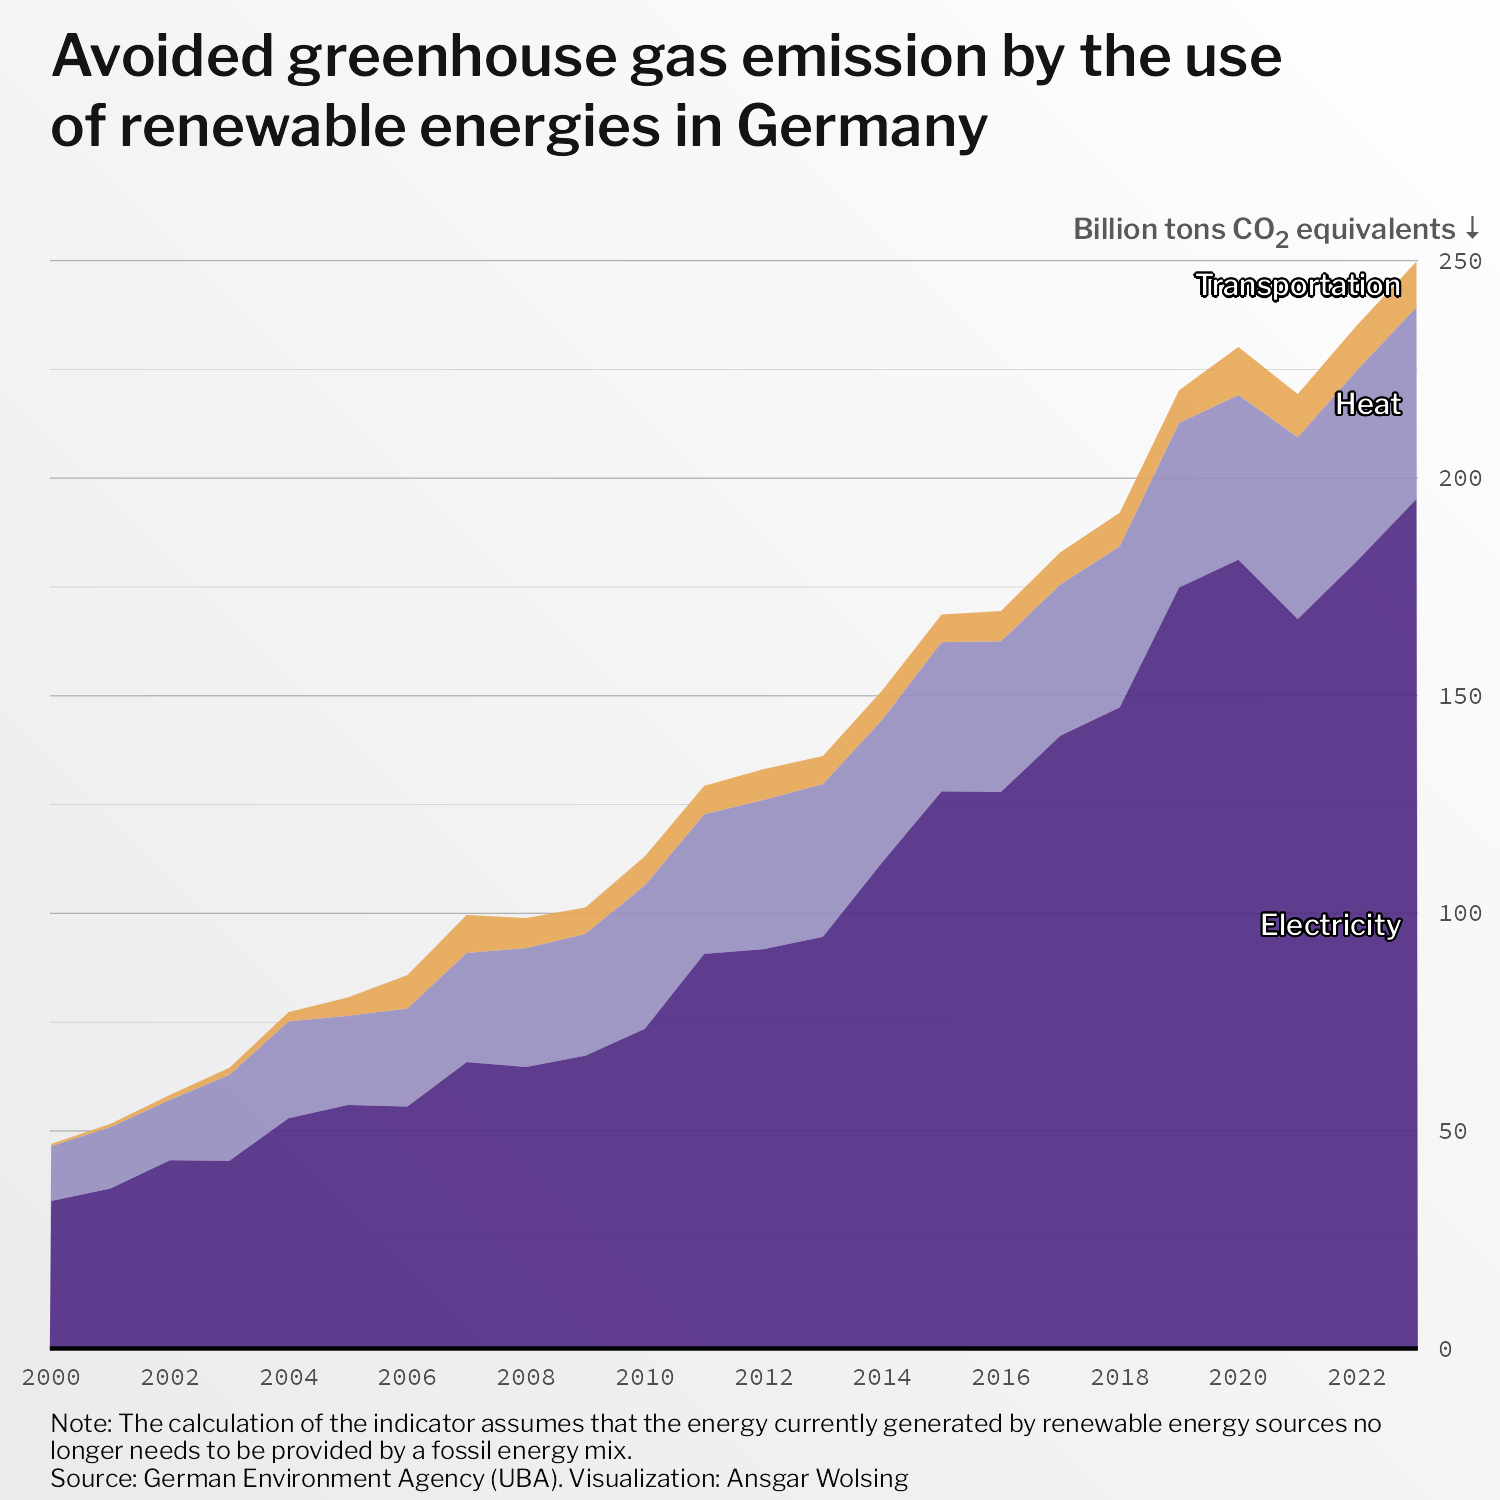 Avoided greenhouse gas emission by the use
of renewable energies in Germany
Billion tons CO₂ equivalents ↓
250
Transportation
Heat
200
150
100
Electricity
50
0
2000 2002 2004 2006 2008 2010 2012 2014 2016 2018 2020 2022
Note: The calculation of the indicator assumes that the energy currently generated by renewable energy sources no
longer needs to be provided by a fossil energy mix.
Source: German Environment Agency (UBA). Visualization: Ansgar Wolsing